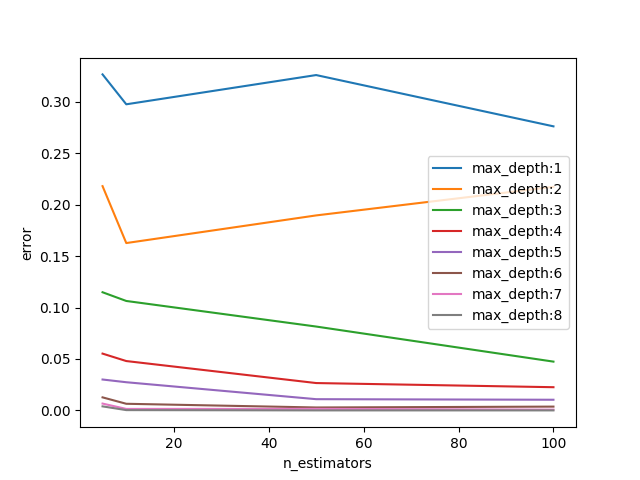 0.30
0.25
0.20
0.15
0.10
0.05
0.00
error
20
40
60
80
100
n_estimators
max_depth:1
max_depth:2
max_depth:3
max_depth:4
max_depth:5
max_depth:6
max_depth:7
max_depth:8